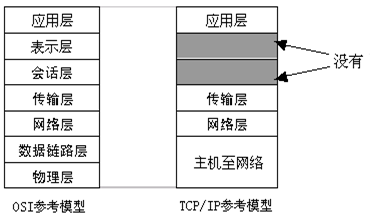 应用层
表示层
会话层
传输层
网络层
数据链路层
物理层
OSI参考模型
应用层
没有
传输层
网络层
主机至网络
TCP/IP参考模型